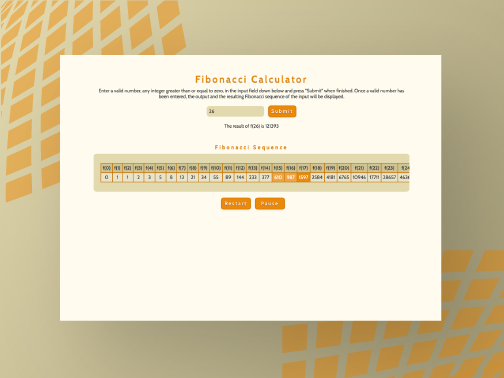 Fibonacci Calculator
Enter a valid number, any integer greater than or equal to zero, in the input field down below and press "Submit" when finished. Once a valid number has
been entered, the output and the resulting Fibonacci sequence of the input will be displayed.
26 Submit
The result of f(26) is 121393
Fibonacci Sequence
f(0) f(1) f(2) f(3) f(4) f(5) f(6) f(7) f(8) f(9) f(10) f(11) f(12) f(13) f(14) f(15) f(16) f(17) f(18) f(19) f(20) f(21) f(22) f(23) f(24
0 1 1 2 3 5 8 13 21 34 55 89 144 233 377 610 987 1597 2584 4181 6765 10946 17711 28657 4636
Restart Pause